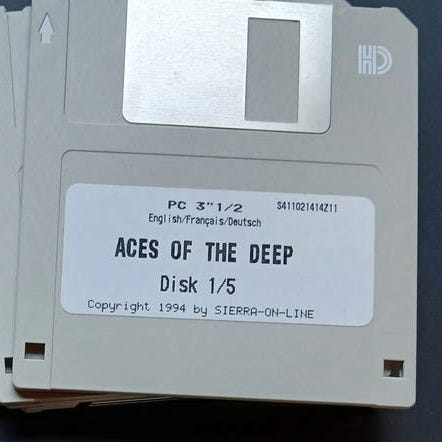 HD
PC 3"1/2 S411021414Z11
English/Français/Deutsch
ACES OF THE DEEP
Disk 1/5
Copyright 1994 by SIERRA-ON-LINE